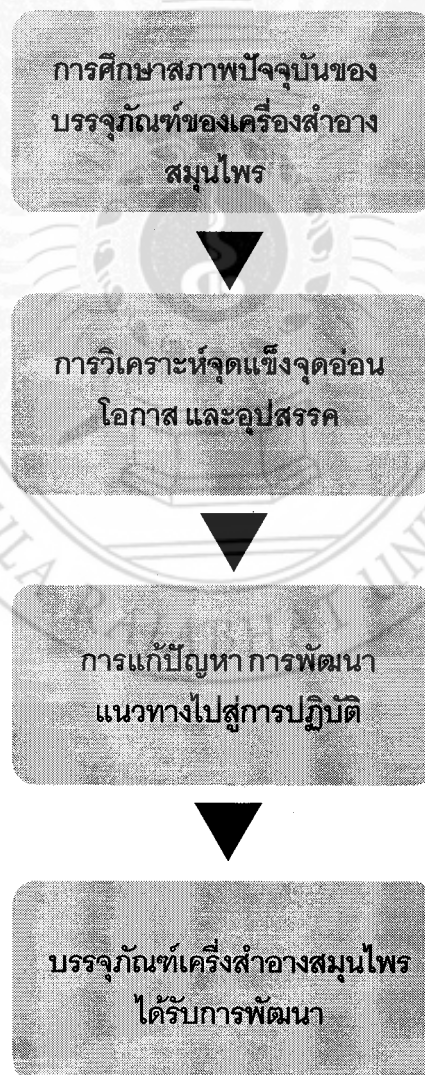 การศึกษาสภาพปัจจุบันของ
บรรจุภัณฑ์ของเครื่องสำอาง
สมุนไพร
การวิเคราะห์จุดแข็งจุดอ่อน
โอกาส และอุปสรรค
การแก้ปัญหา การพัฒนา
แนวทางไปสู่การปฏิบัติ
บรรจุภัณฑ์เครื่งสำอางสมุนไพร
ได้รับการพัฒนา